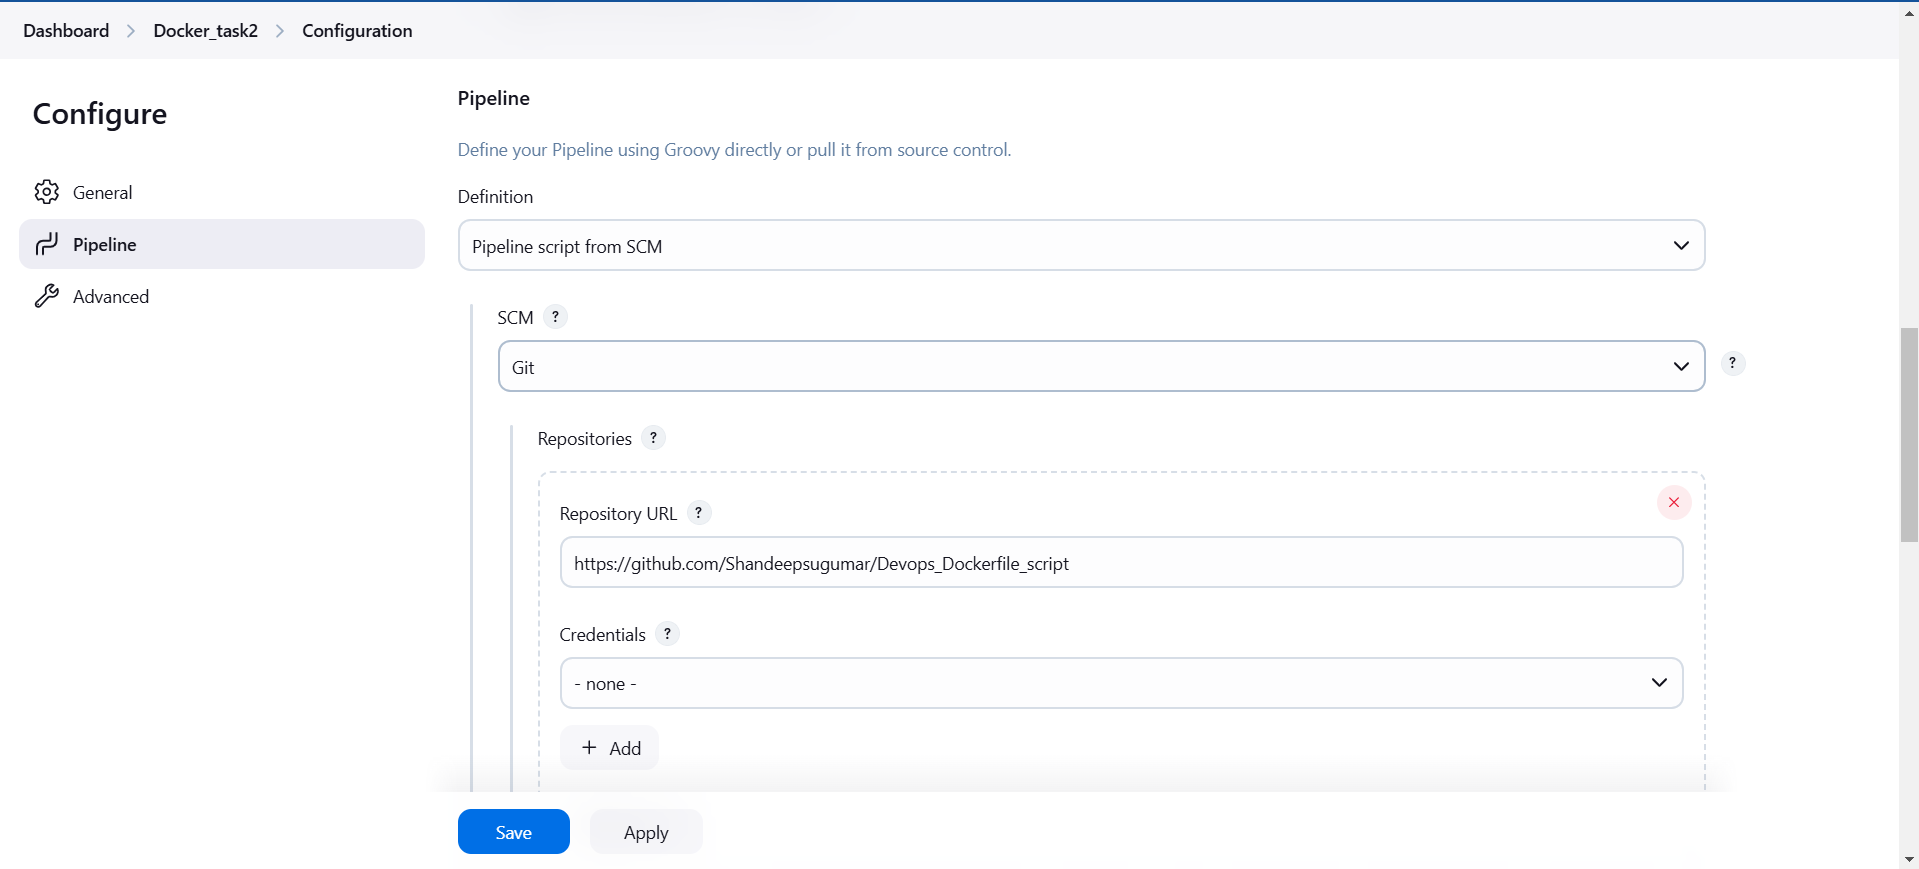 Dashboard > Docker_task2 > Configuration
Configure
General
Pipeline
Advanced
Pipeline
Define your Pipeline using Groovy directly or pull it from source control.
Definition
Pipeline script from SCM
SCM ?
Git
?
Repositories ?
Repository URL ?
https://github.com/Shandeepsugumar/Devops_Dockerfile_script
Credentials ?
- none -
+ Add
Save Apply